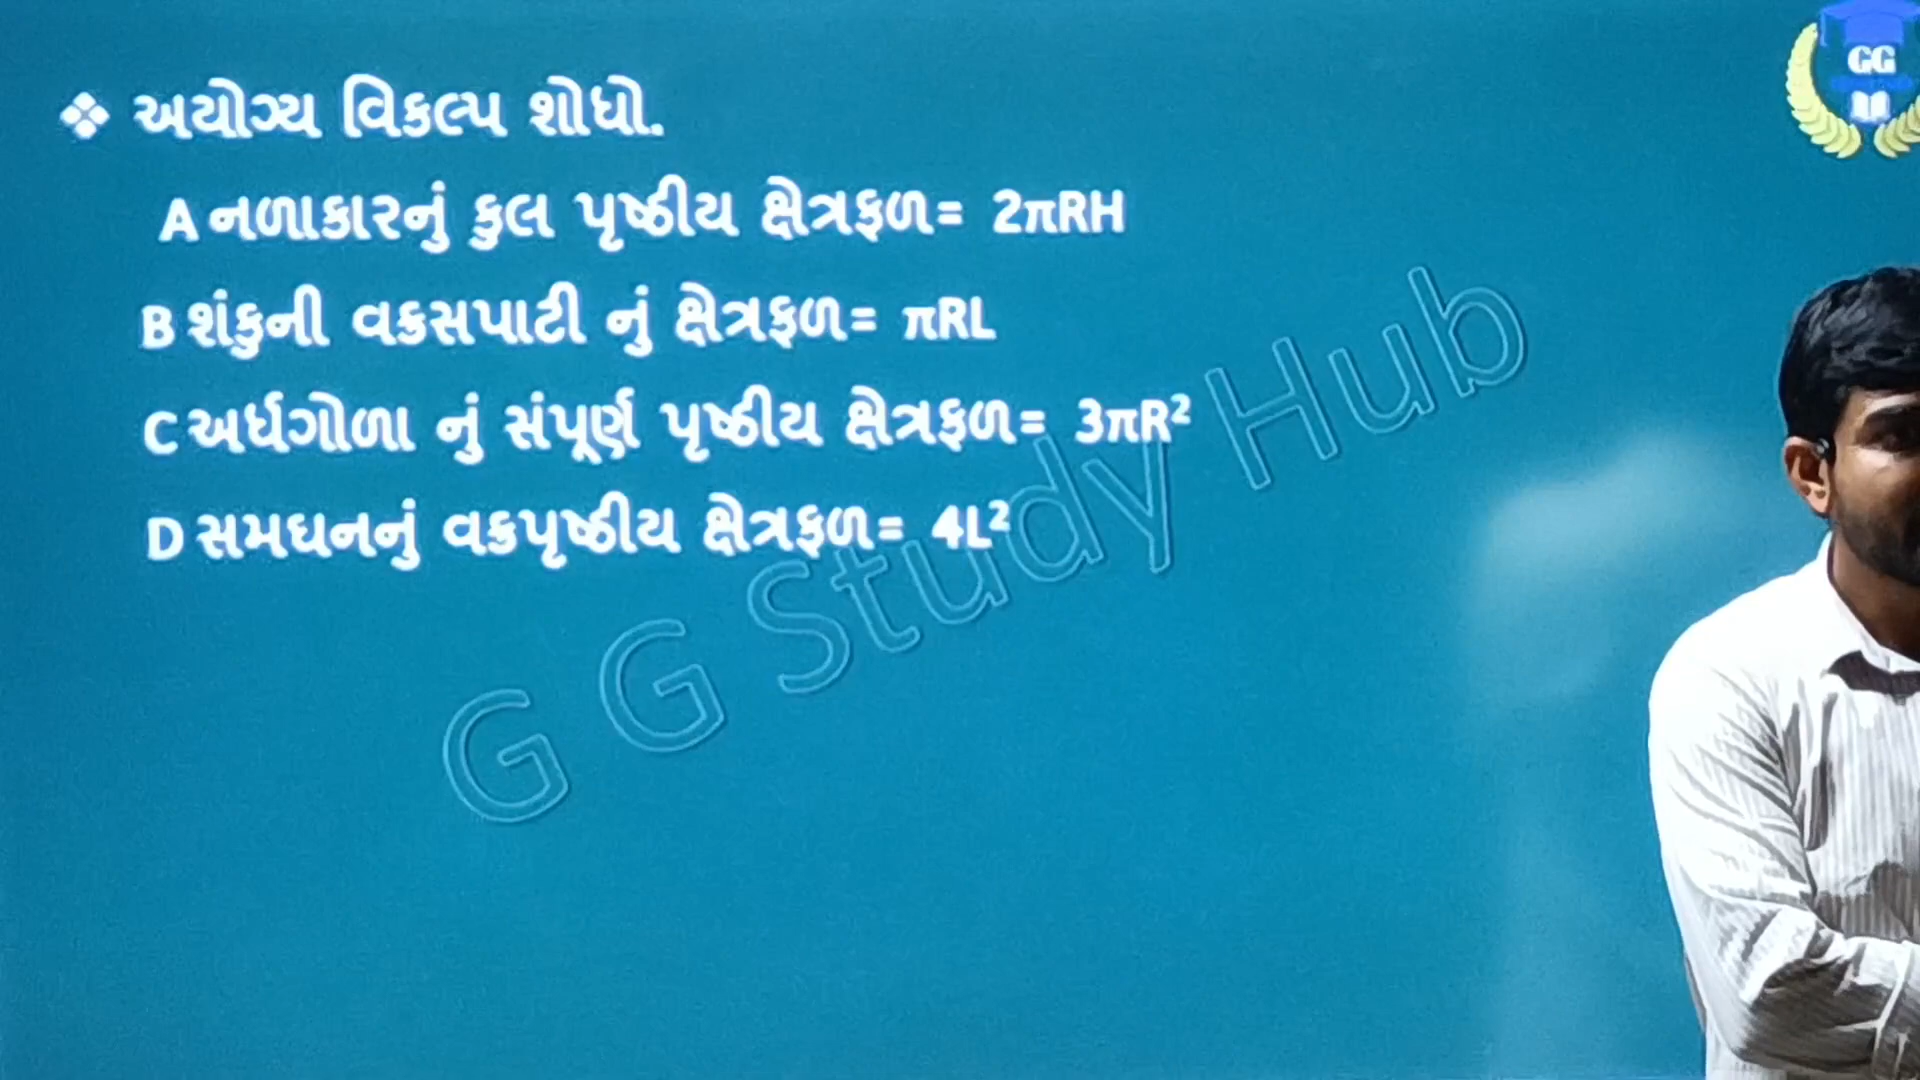 GG
❖ અયોગ્ય વિકલ્પ શોધો.
A નળાકારનું કુલ પૃષ્ઠીય ક્ષેત્રફળ= 2πRH
B શંકુની વક્રસપાટી નું ક્ષેત્રફળ= πRL
C અર્ધગોળા નું સંપૂર્ણ પૃષ્ઠીય ક્ષેત્રફળ= 3πR²
D સમઘનનું વક્રપૃષ્ઠીય ક્ષેત્રફળ= 4L²
G G Study Hub